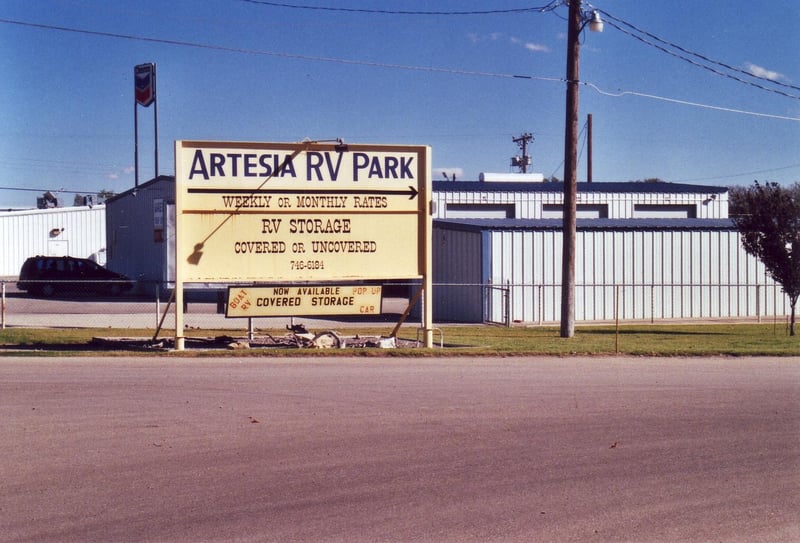 ARTESIA RV PARK
WEEKLY OR MONTHLY RATES
RV STORAGE
COVERED OR UNCOVERED
746-6184
BOAT RV
NOW AVAILABLE
COVERED STORAGE
POP UP
CAR